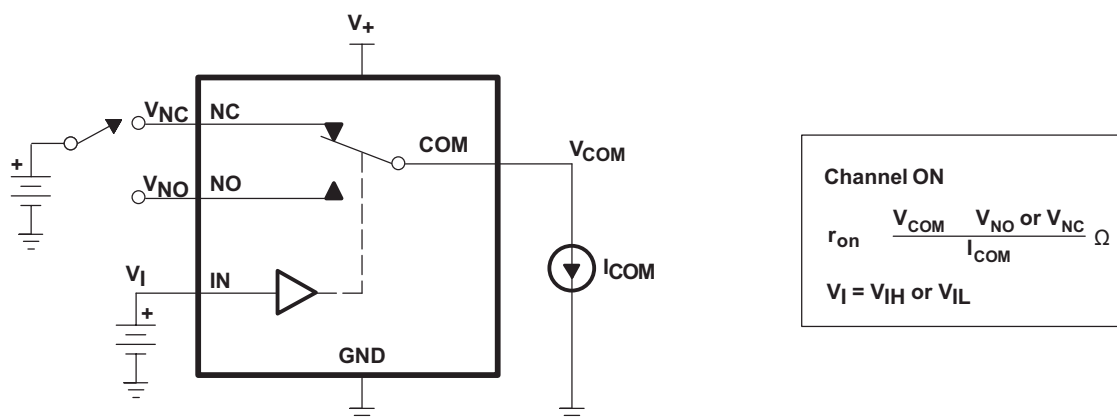 V+
VNC NC
COM
VCOM
+
VNO NO
VI
IN
+
ICOM
GND
Channel ON
ron VCOM VNO or VNC Ω
ICOM
VI = VIH or VIL